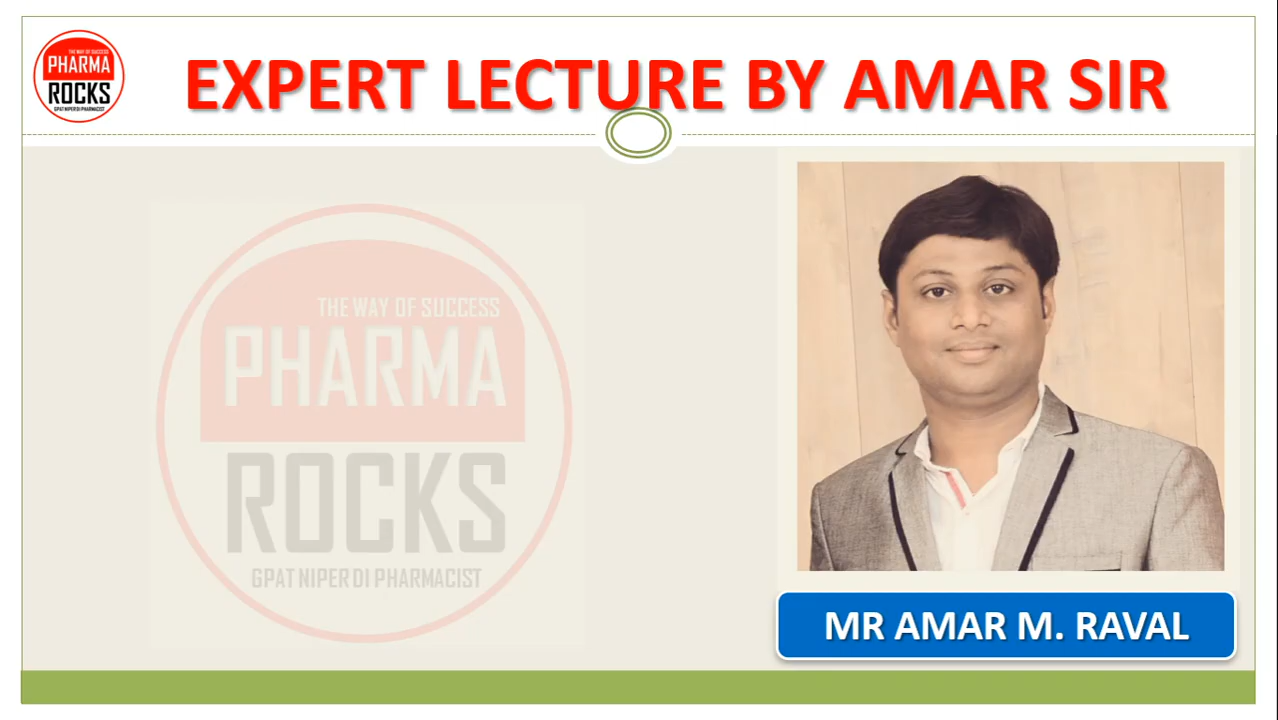 THE WAY OF SUCCESS
PHARMA
ROCKS
GPAT NIPER DI PHARMACIST
EXPERT LECTURE BY AMAR SIR
THE WAY OF SUCCESS
PHARMA
ROCKS
GPAT NIPER DI PHARMACIST
MR AMAR M. RAVAL